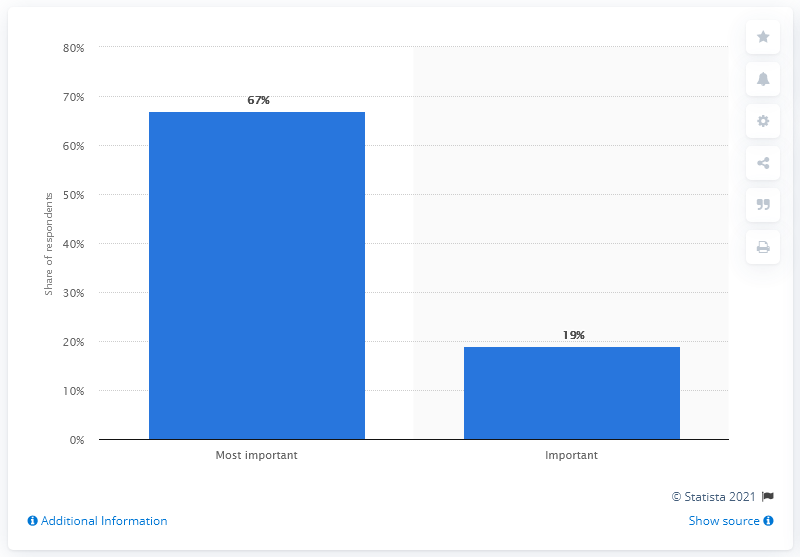 80%
70%
60%
50%
40%
30%
20%
10%
0%
Share of respondents
67%
19%
Most important
Important
© Statista 2021
Additional Information
Show source